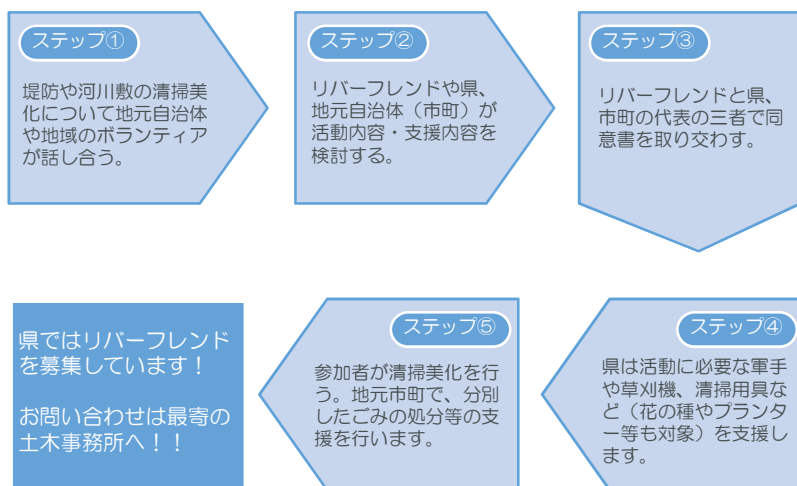 ステップ①
堤防や河川敷の清掃美
化について地元自治体
や地域のボランティア
が話し合う。
ステップ②
リバーフレンドや県、
地元自治体（市町）が
活動内容・支援内容を
検討する。
ステップ③
リバーフレンドと県、
市町の代表の三者で同
意書を取り交わす。
ステップ④
県は活動に必要な軍手
や草刈機、清掃用具な
ど（花の種やプランタ
ー等も対象）を支援し
ます。
ステップ⑤
参加者が清掃美化を行
う。地元市町で、分別
したごみの処分等の支
援を行います。
県ではリバーフレンド
を募集しています！
お問い合わせは最寄の
土木事務所へ！！